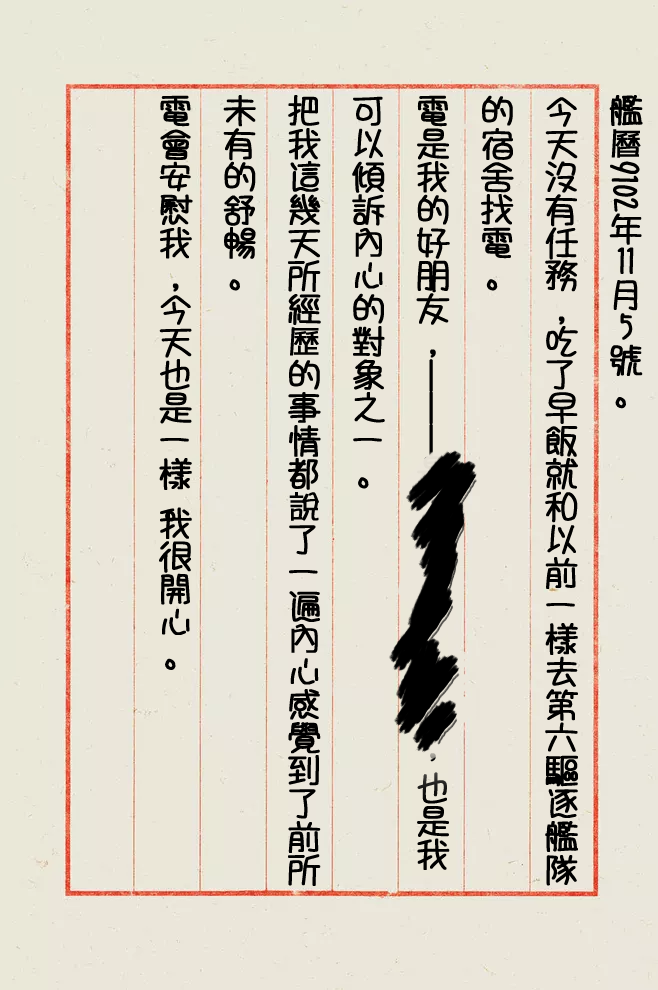 艦曆9102年11月5號。
今天沒有任務，吃了早飯就和以前一樣去第六驅逐艦隊
的宿舍找電。
電是我的好朋友，——，也是我
可以傾訴內心的對象之一。
把我這幾天所經歷的事情都說了一遍內心感覺到了前所
未有的舒暢。
電會安慰我，今天也是一樣 我很開心。